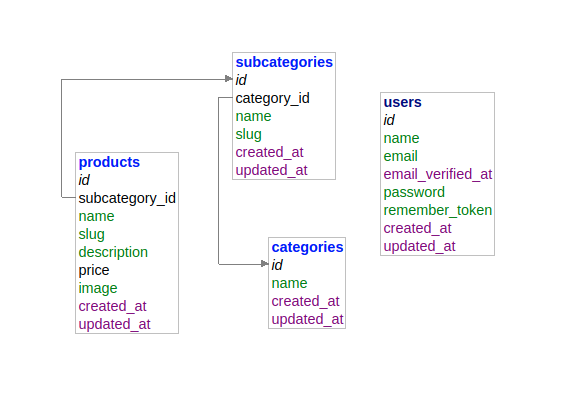 subcategories
id
category_id
name
slug
created_at
updated_at
users
id
name
email
email_verified_at
password
remember_token
created_at
updated_at
products
id
subcategory_id
name
slug
description
price
image
created_at
updated_at
categories
id
name
created_at
updated_at